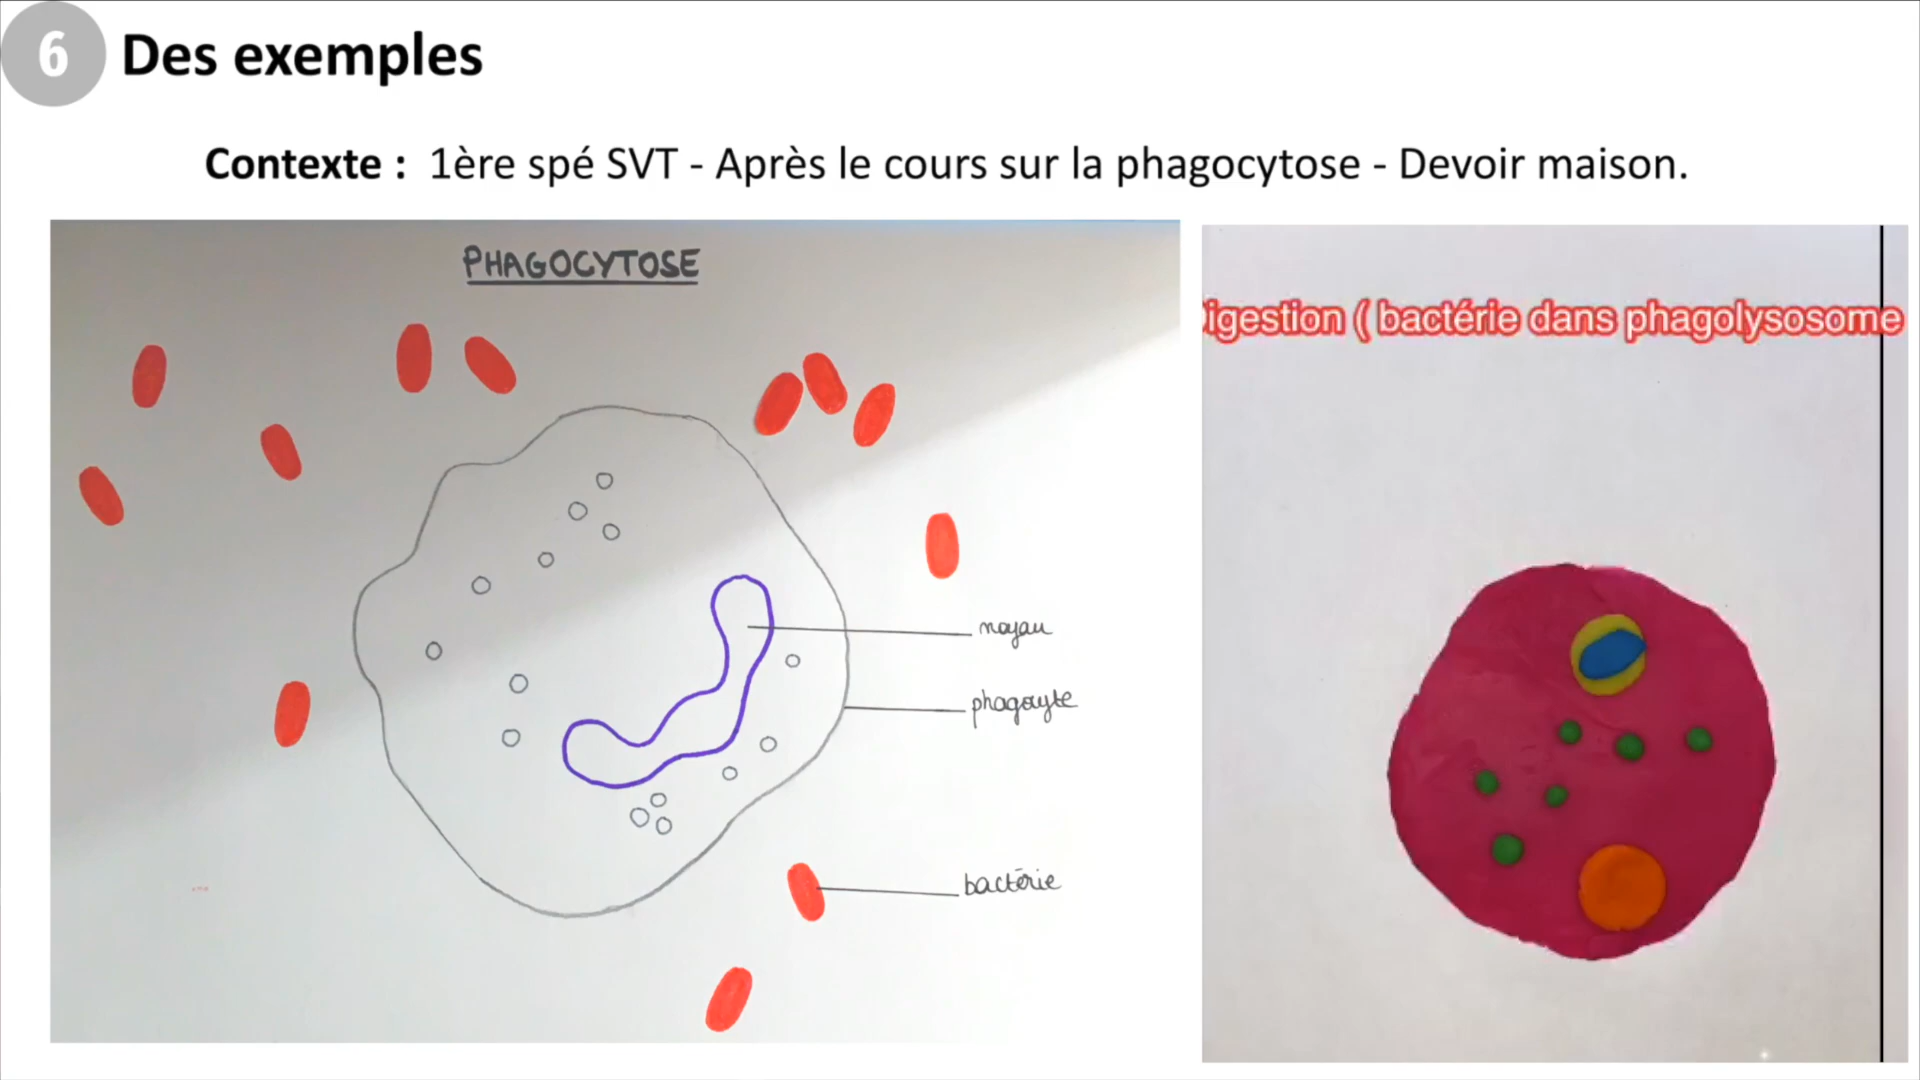 6 Des exemples
Contexte : 1ère spé SVT - Après le cours sur la phagocytose - Devoir maison.
PHAGOCYTOSE
noyau
phagocyte
bactérie
igestion ( bactérie dans phagolysosome